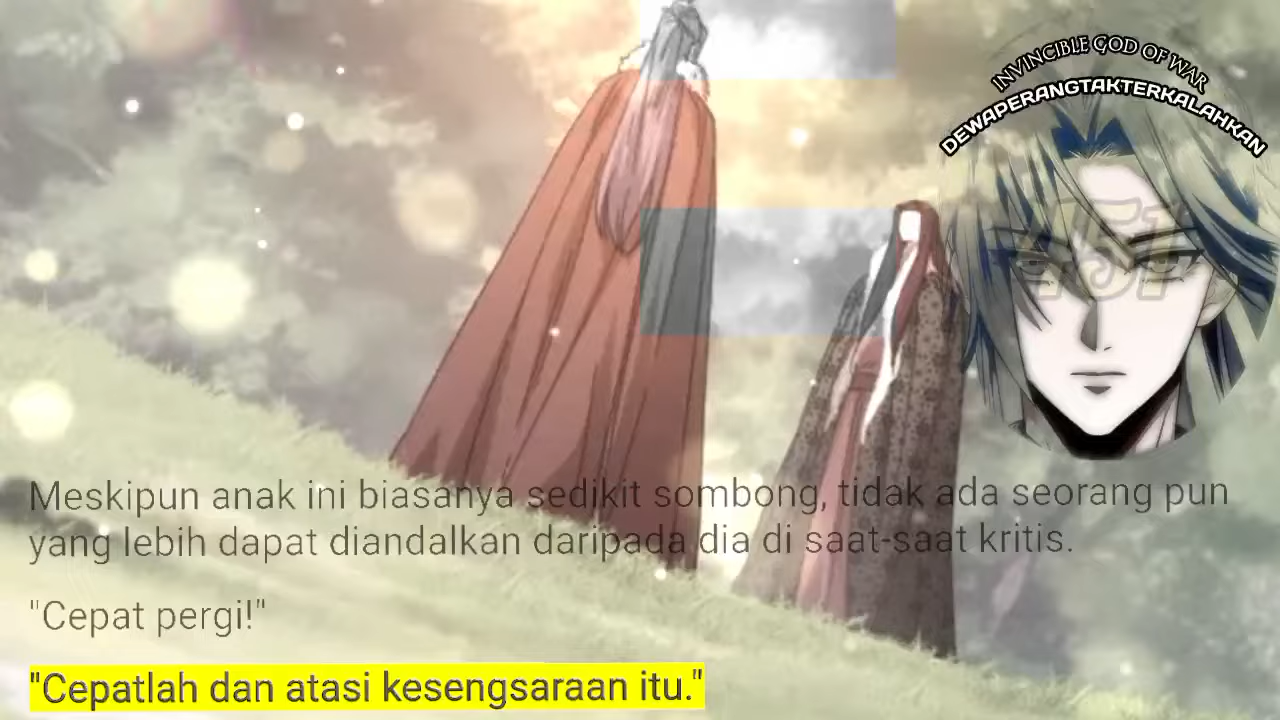 INVINCIBLE GOD OF WAR
DEWAPERANGTAKTERKALAHKAN
151
Meskipun anak ini biasanya sedikit sombong, tidak ada seorang pun
yang lebih dapat diandalkan daripada dia di saat-saat kritis.
"Cepat pergi!"
"Cepatlah dan atasi kesengsaraan itu."